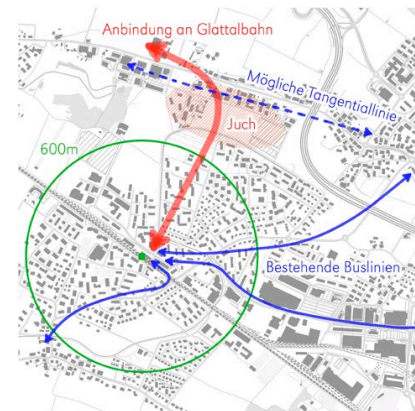 Anbindung an Glattalbahn
Mögliche Tangentiallinie
Juch
600m
Bestehende Buslinien